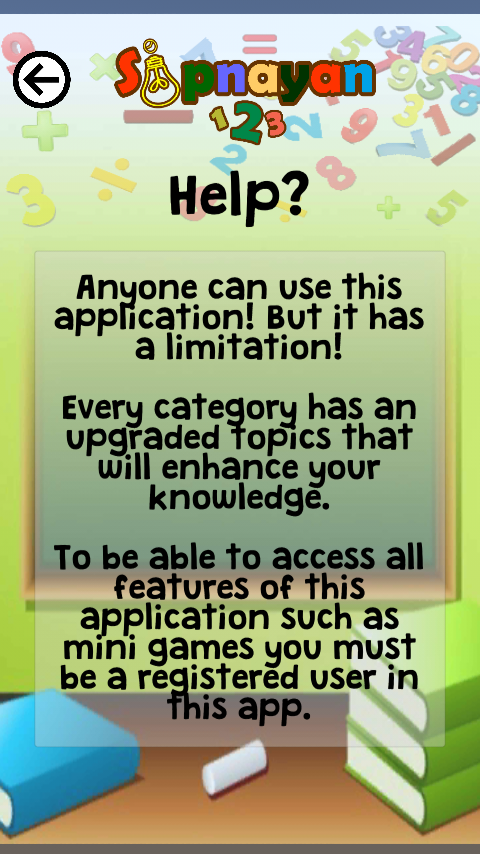 Sipnayan
123
Help?
Anyone can use this
application! But it has
a limitation!
Every category has an
upgraded topics that
will enhance your
knowledge.
To be able to access all
features of this
application such as
mini games you must
be a registered user in
this app.